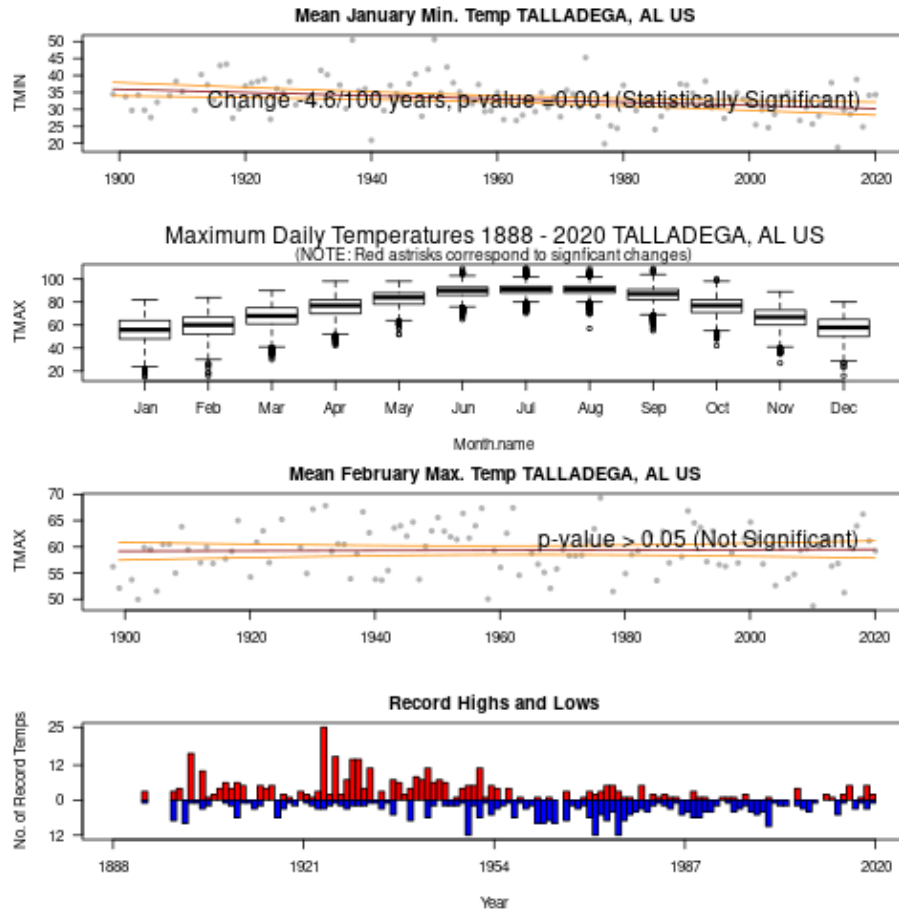 Mean January Min. Temp TALLADEGA, AL US
TMIN
50
45
40
35
30
25
20
Change -4.6/100 years, p-value =0.001(Statistically Significant)
1900 1920 1940 1960 1980 2000 2020
Maximum Daily Temperatures 1888 - 2020 TALLADEGA, AL US
(NOTE: Red astrisks correspond to signficant changes)
TMAX
100
80
60
40
20
Jan Feb Mar Apr May Jun Jul Aug Sep Oct Nov Dec
Month.name
Mean February Max. Temp TALLADEGA, AL US
TMAX
70
65
60
55
50
p-value > 0.05 (Not Significant)
1900 1920 1940 1960 1980 2000 2020
Record Highs and Lows
No. of Record Temps
25
12
0
12
1888 1921 1954 1987 2020
Year